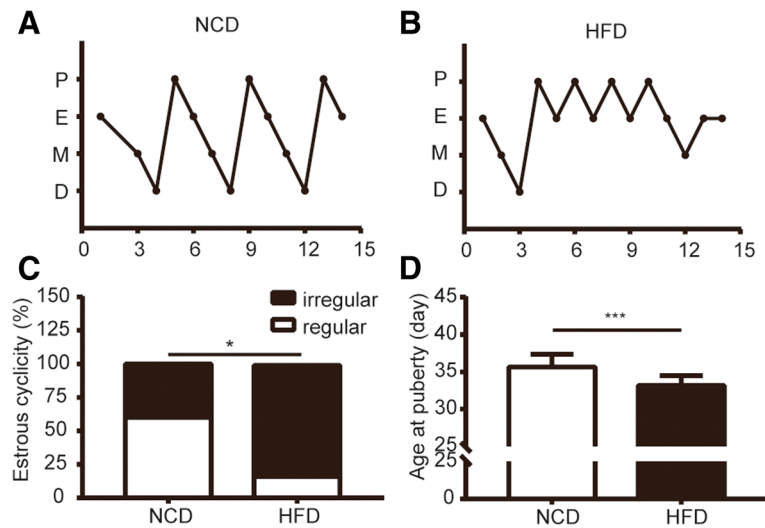 A
NCD
P
E
M
D
0 3 6 9 12 15
B
HFD
P
E
M
D
0 3 6 9 12 15
C
Estrous cyclicity (%)
150
125
100
75
50
25
0
irregular
regular
*
NCD HFD
D
Age at puberty (day)
45
40
35
30
25
25
0
***
NCD HFD